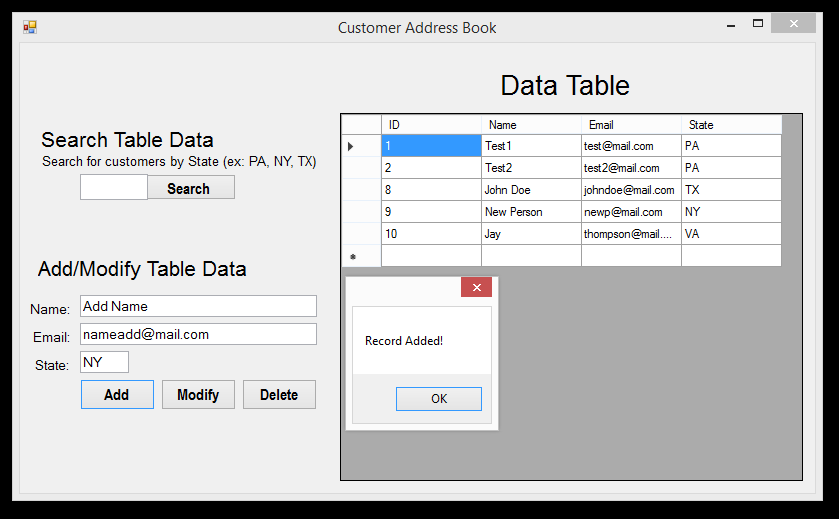 Customer Address Book
Data Table
Search Table Data
Search for customers by State (ex: PA, NY, TX)
Search
ID Name Email State
1 Test1 test@mail.com PA
2 Test2 test2@mail.com PA
8 John Doe johndoe@mail.com TX
9 New Person newp@mail.com NY
10 Jay thompson@mail.... VA
Add/Modify Table Data
Name: Add Name
Email: nameadd@mail.com
State: NY
Add Modify Delete
Record Added!
OK